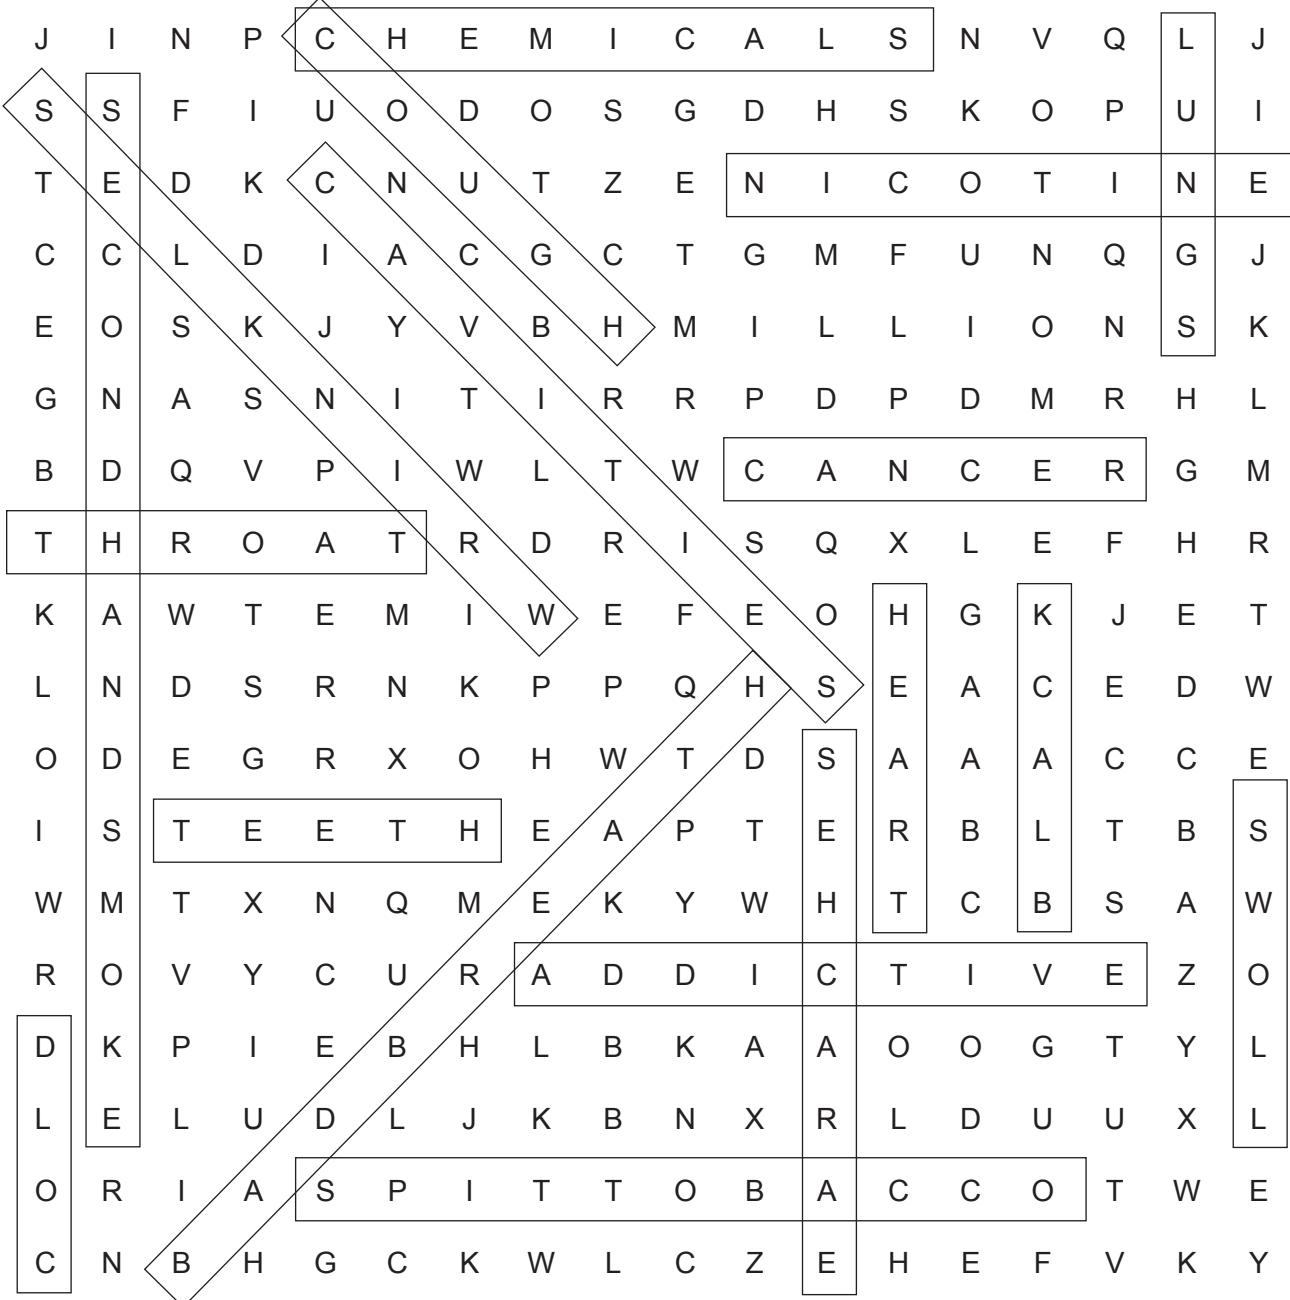 J I N P C H E M I C A L S N V Q L J
S S F I U O D O S G D H S K O P U I
T E D K C N U T Z E N I C O T I N E
C C L D I A C G C T G M F U N Q G J
E O S K J Y V B H M I L L I O N S K
G N A S N I T I R R P D P D M R H L
B D Q V P I W L T W C A N C E R G M
T H R O A T R D R I S Q X L E F H R
K A W T E M I W E F E O H G K J E T
L N D S R N K P P Q H S E A C E D W
O D E G R X O H W T D S A A A C C E
I S T E E T H E A P T E R B L T B S
W M T X N Q M E K Y W H T C B S A W
R O V Y C U R A D D I C T I V E Z O
D K P I E B H L B K A A O O G T Y L
L E L U D L J K B N X R L D U U X L
O R I A S P I T T O B A C C O T W E
C N B H G C K W L C Z E H E F V K Y